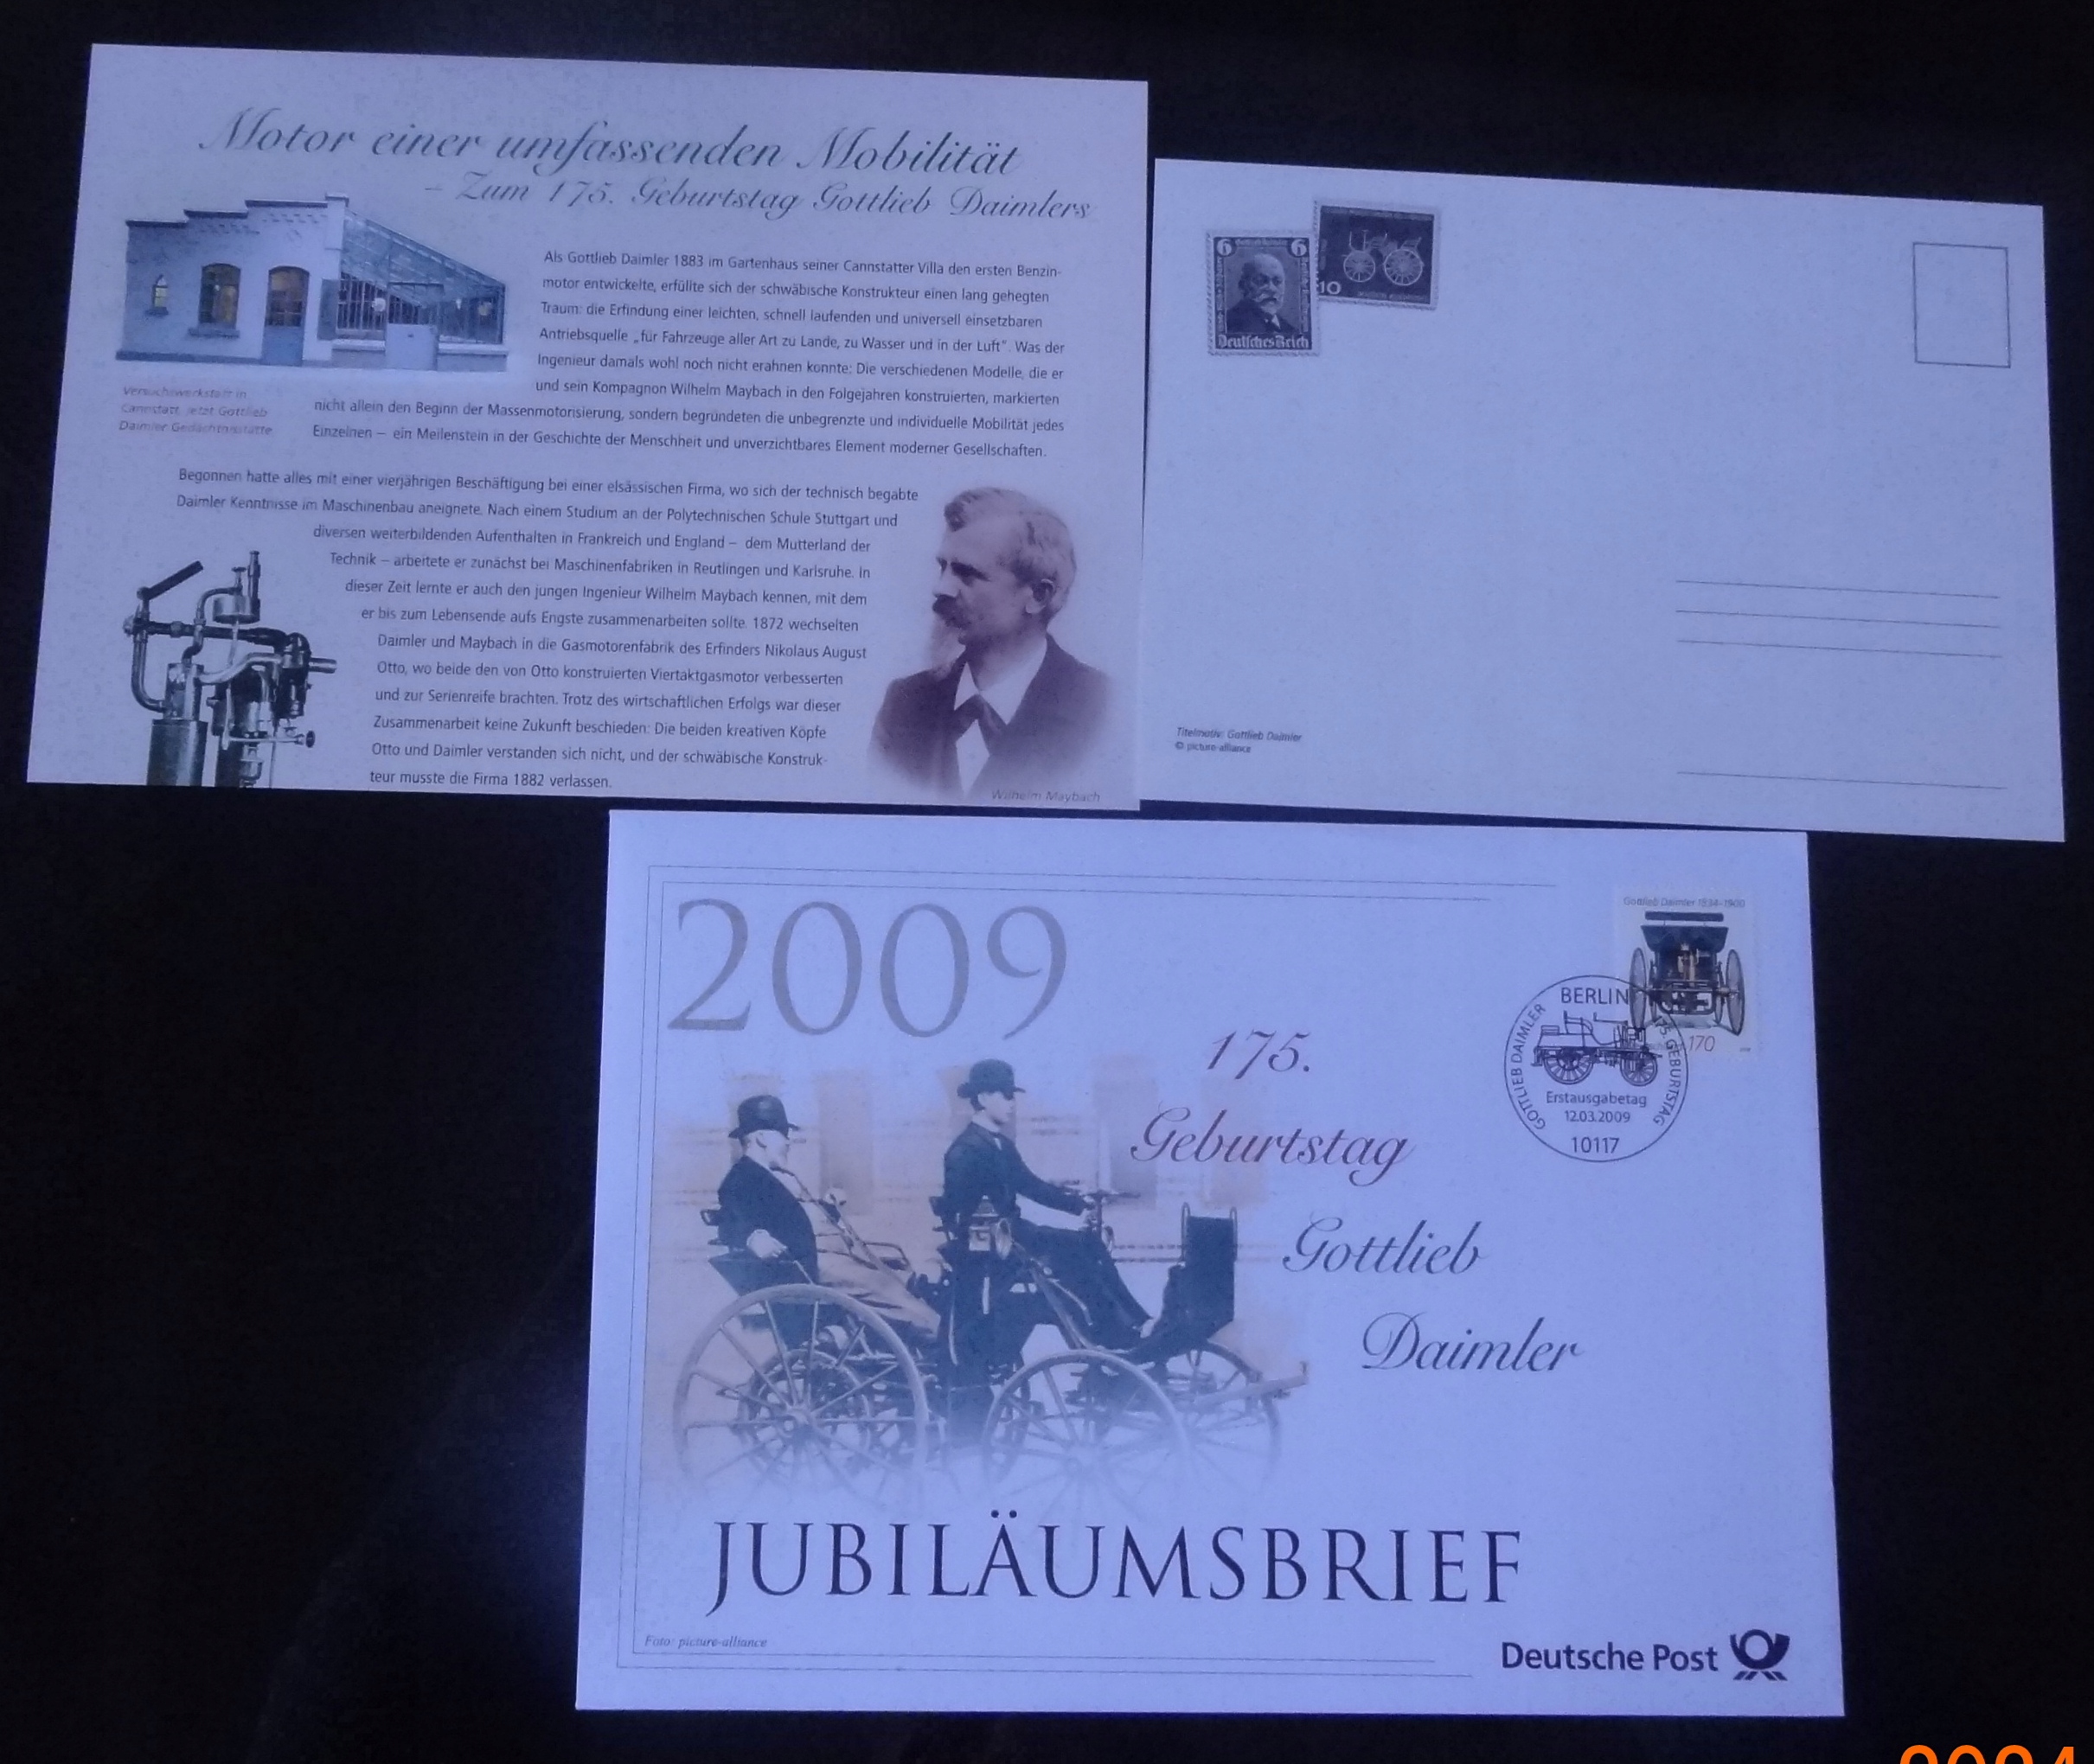 Motor einer umfassenden Mobilität
– Zum 175. Geburtstag Gottlieb Daimlers
Als Gottlieb Daimler 1883 im Gartenhaus seiner Cannstatter Villa den ersten Benzin-
motor entwickelte, erfüllte sich der schwäbische Konstrukteur einen lang gehegten
Traum: die Erfindung einer leichten, schnell laufenden und universell einsetzbaren
Antriebsquelle „für Fahrzeuge aller Art zu Lande, zu Wasser und in der Luft“. Was der
Ingenieur damals wohl noch nicht erahnen konnte: Die verschiedenen Modelle, die er
und sein Kompagnon Wilhelm Maybach in den Folgejahren konstruierten, markierten
nicht allein den Beginn der Massenmotorisierung, sondern begründeten die unbegrenzte und individuelle Mobilität jedes
Einzelnen – ein Meilenstein in der Geschichte der Menschheit und unverzichtbares Element moderner Gesellschaften.
Versuchswerkstatt in
Cannstatt, jetzt Gottlieb
Daimler Gedächtnisstätte
Begonnen hatte alles mit einer vierjährigen Beschäftigung bei einer elsässischen Firma, wo sich der technisch begabte
Daimler Kenntnisse im Maschinenbau aneignete. Nach einem Studium an der Polytechnischen Schule Stuttgart und
diversen weiterbildenden Aufenthalten in Frankreich und England – dem Mutterland der
Technik – arbeitete er zunächst bei Maschinenfabriken in Reutlingen und Karlsruhe. In
dieser Zeit lernte er auch den jungen Ingenieur Wilhelm Maybach kennen, mit dem
er bis zum Lebensende aufs Engste zusammenarbeiten sollte. 1872 wechselten
Daimler und Maybach in die Gasmotorenfabrik des Erfinders Nikolaus August
Otto, wo beide den von Otto konstruierten Viertaktgasmotor verbesserten
und zur Serienreife brachten. Trotz des wirtschaftlichen Erfolgs war dieser
Zusammenarbeit keine Zukunft beschieden: Die beiden kreativen Köpfe
Otto und Daimler verstanden sich nicht, und der schwäbische Konstruk-
teur musste die Firma 1882 verlassen.
Wilhelm Maybach
6 6
Deutsches Reich
10
Titelmotiv: Gottlieb Daimler
© picture-alliance
2009
175.
Geburtstag
Gottlieb
Daimler
Gottlieb Daimler 1834–1900
170
BERLIN
GOTTLIEB DAIMLER
175. GEBURTSTAG
Erstausgabetag
12.03.2009
10117
JUBILÄUMSBRIEF
Foto: picture-alliance
Deutsche Post